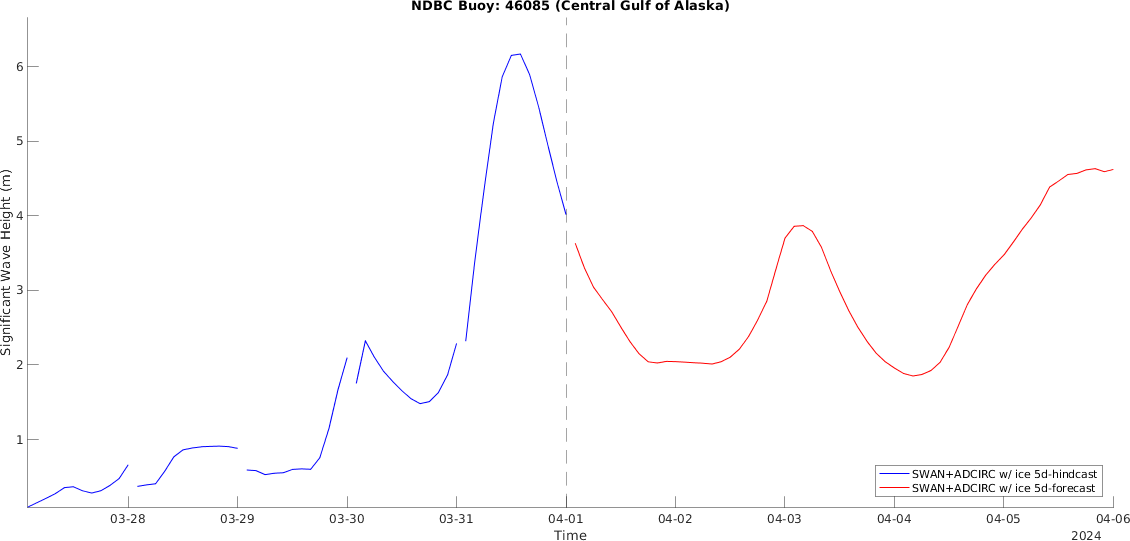 NDBC Buoy: 46085 (Central Gulf of Alaska)
6
5
4
3
2
1
Significant Wave Height (m)
SWAN+ADCIRC w/ ice 5d-hindcast
SWAN+ADCIRC w/ ice 5d-forecast
03-28 03-29 03-30 03-31 04-01 04-02 04-03 04-04 04-05 04-06
Time
2024